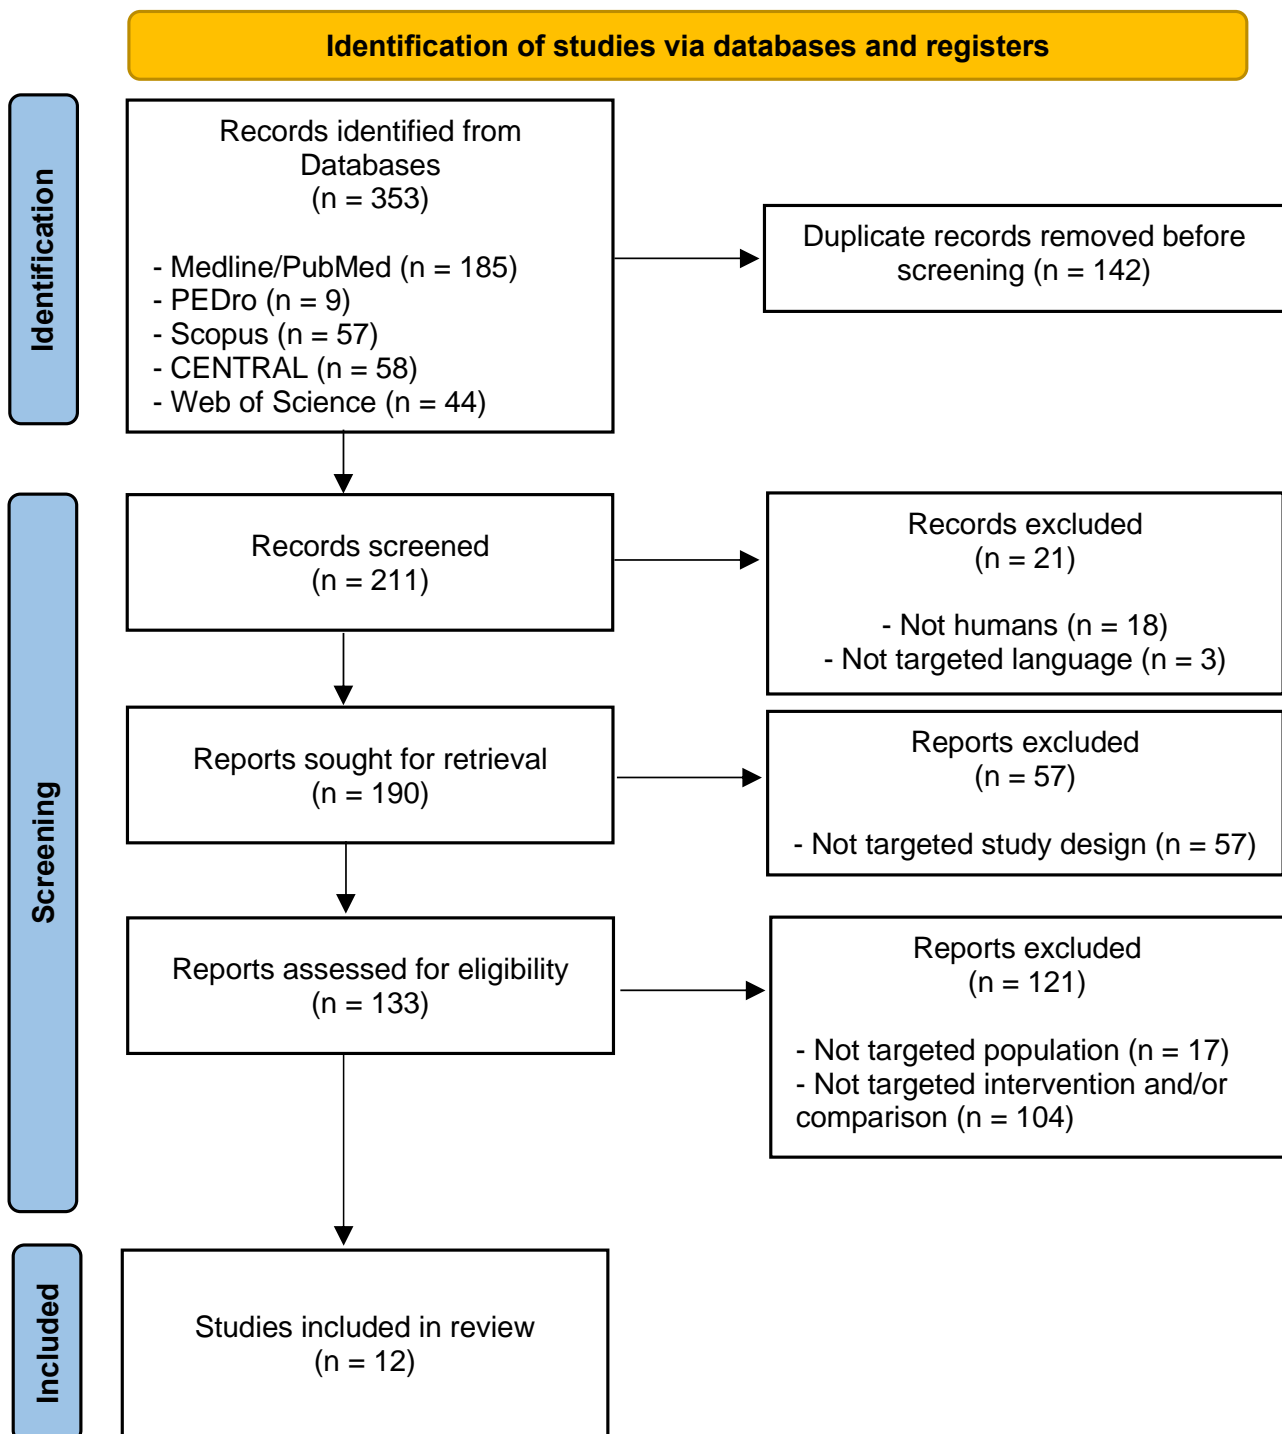 Identification of studies via databases and registers
Identification
Records identified from
Databases
(n = 353)
- Medline/PubMed (n = 185)
- PEDro (n = 9)
- Scopus (n = 57)
- CENTRAL (n = 58)
- Web of Science (n = 44)
Duplicate records removed before
screening (n = 142)
Screening
Records screened
(n = 211)
Records excluded
(n = 21)
- Not humans (n = 18)
- Not targeted language (n = 3)
Reports sought for retrieval
(n = 190)
Reports excluded
(n = 57)
- Not targeted study design (n = 57)
Reports assessed for eligibility
(n = 133)
Reports excluded
(n = 121)
- Not targeted population (n = 17)
- Not targeted intervention and/or
comparison (n = 104)
Included
Studies included in review
(n = 12)